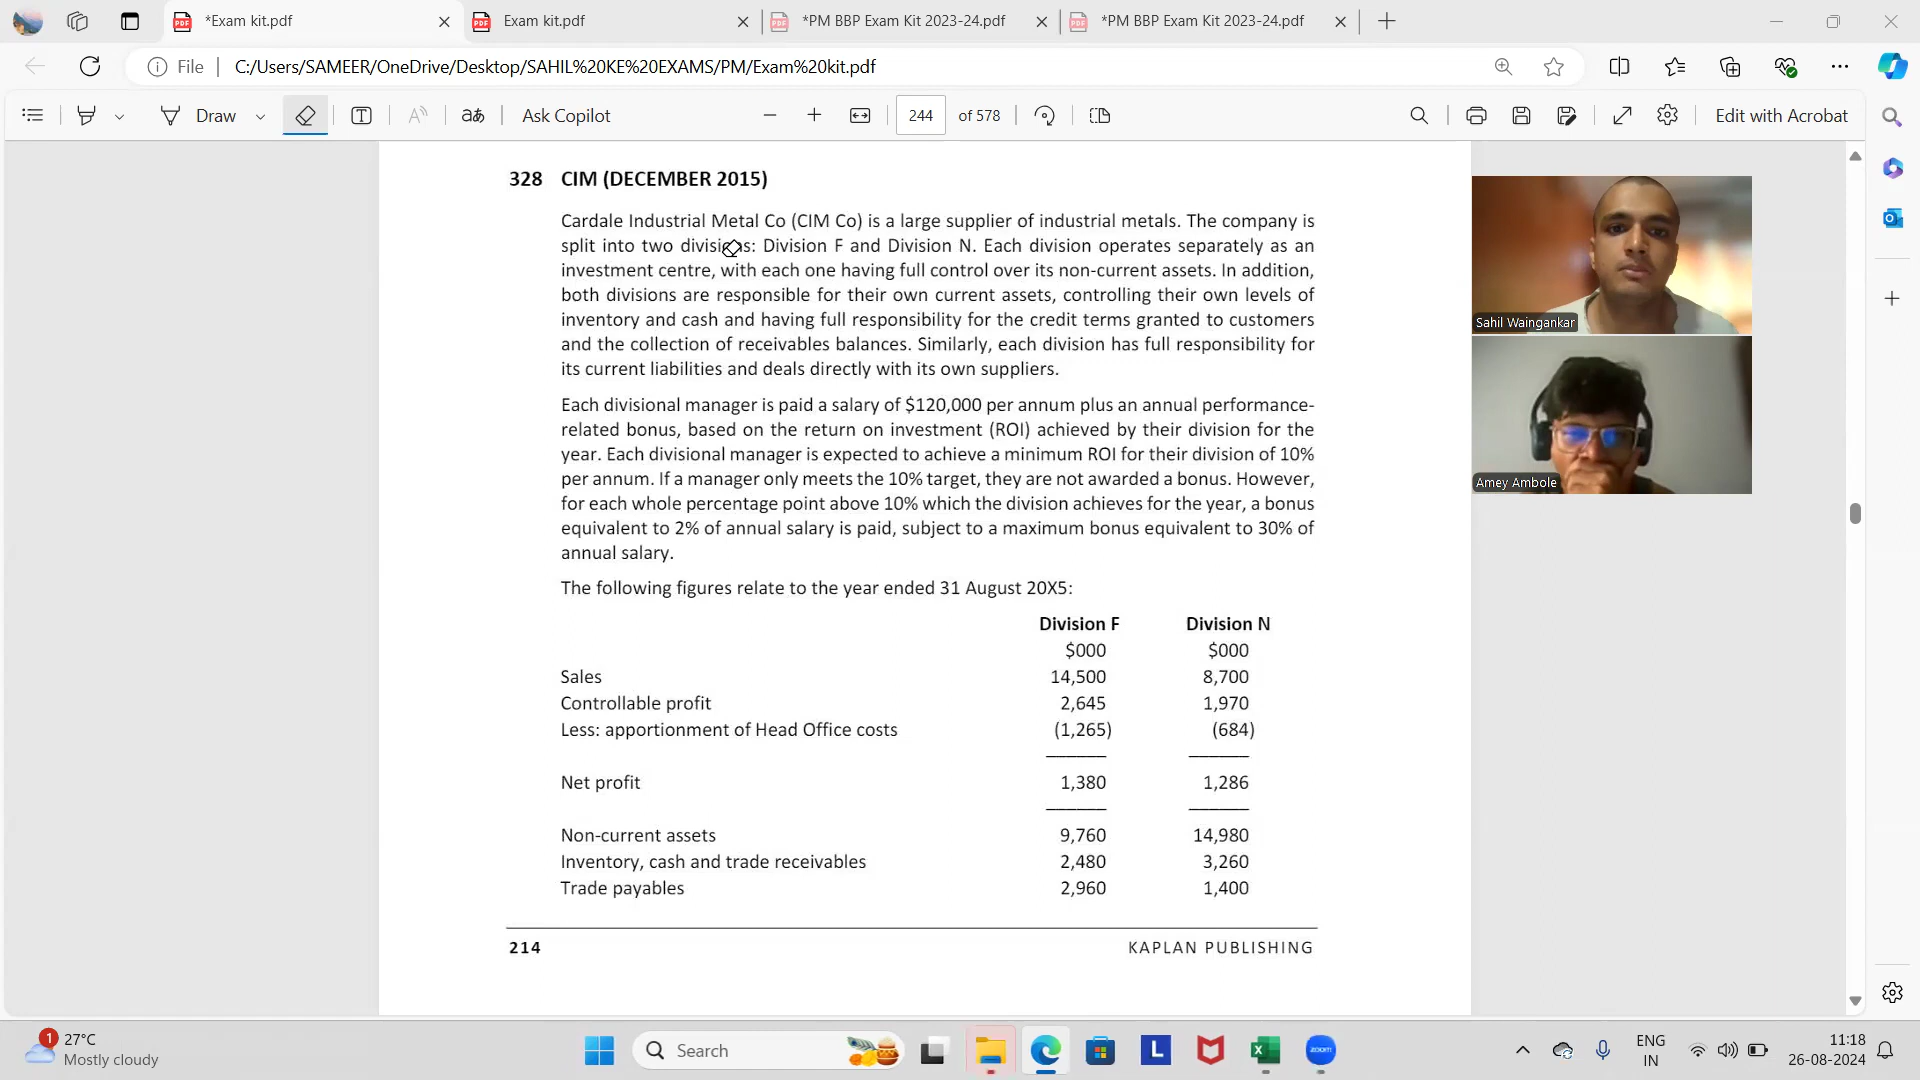 *Exam kit.pdf
Exam kit.pdf
*PM BBP Exam Kit 2023-24.pdf
*PM BBP Exam Kit 2023-24.pdf
File
C:/Users/SAMEER/OneDrive/Desktop/SAHIL%20KE%20EXAMS/PM/Exam%20kit.pdf
Draw
aあ
Ask Copilot
244
of 578
Edit with Acrobat
328 CIM (DECEMBER 2015)
Cardale Industrial Metal Co (CIM Co) is a large supplier of industrial metals. The company is
split into two divisions: Division F and Division N. Each division operates separately as an
investment centre, with each one having full control over its non-current assets. In addition,
both divisions are responsible for their own current assets, controlling their own levels of
inventory and cash and having full responsibility for the credit terms granted to customers
and the collection of receivables balances. Similarly, each division has full responsibility for
its current liabilities and deals directly with its own suppliers.
Each divisional manager is paid a salary of $120,000 per annum plus an annual performance-
related bonus, based on the return on investment (ROI) achieved by their division for the
year. Each divisional manager is expected to achieve a minimum ROI for their division of 10%
per annum. If a manager only meets the 10% target, they are not awarded a bonus. However,
for each whole percentage point above 10% which the division achieves for the year, a bonus
equivalent to 2% of annual salary is paid, subject to a maximum bonus equivalent to 30% of
annual salary.
The following figures relate to the year ended 31 August 20X5:
Division F Division N
$000 $000
Sales 14,500 8,700
Controllable profit 2,645 1,970
Less: apportionment of Head Office costs (1,265) (684)
Net profit 1,380 1,286
Non-current assets 9,760 14,980
Inventory, cash and trade receivables 2,480 3,260
Trade payables 2,960 1,400
214 KAPLAN PUBLISHING
Sahil Waingankar
Amey Ambole
1
27°C
Mostly cloudy
Search
L
zoom
ENG
IN
11:18
26-08-2024